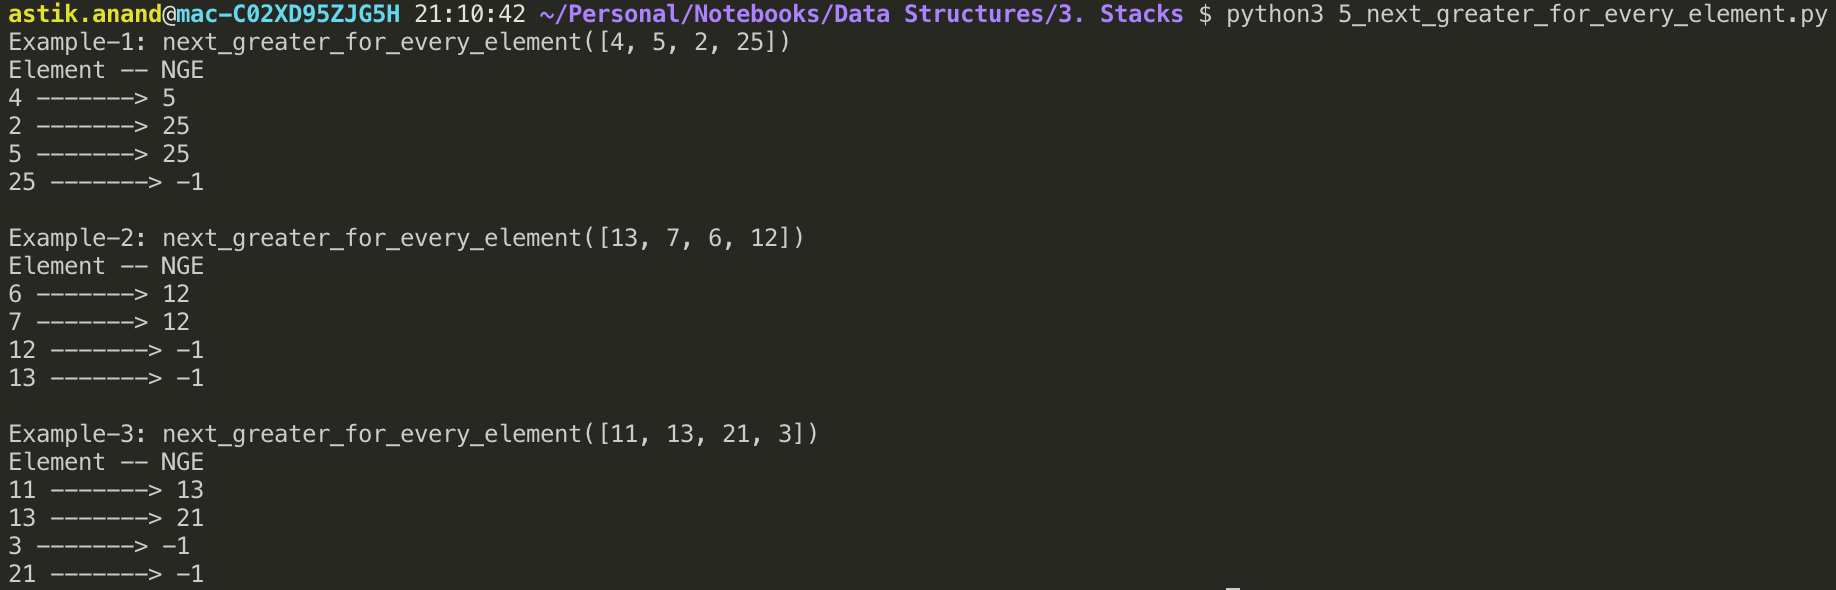 astik.anand@mac-C02XD95ZJG5H 21:10:42 ~/Personal/Notebooks/Data Structures/3. Stacks $ python3 5_next_greater_for_every_element.py
Example-1: next_greater_for_every_element([4, 5, 2, 25])
Element -- NGE
4 -------> 5
2 -------> 25
5 -------> 25
25 -------> -1

Example-2: next_greater_for_every_element([13, 7, 6, 12])
Element -- NGE
6 -------> 12
7 -------> 12
12 -------> -1
13 -------> -1

Example-3: next_greater_for_every_element([11, 13, 21, 3])
Element -- NGE
11 -------> 13
13 -------> 21
3 -------> -1
21 -------> -1